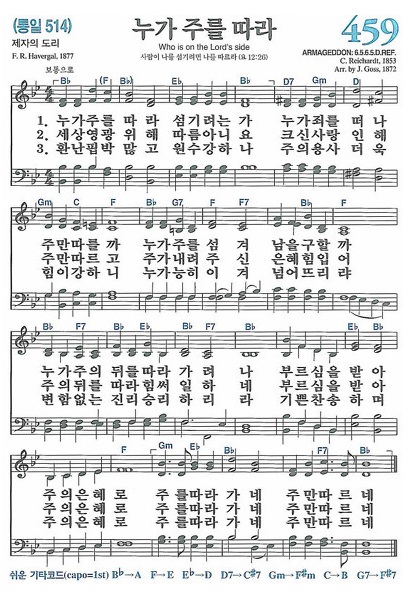 (통일 514)
누가 주를 따라
459
제자의 도리
Who is on the Lord's side
ARMAGEDDON: 6.5.6.5.D.REF.
F. R. Havergal, 1877
사람이 나를 섬기려면 나를 따르라 (요 12:26)
C. Reichardt, 1853
Arr. by J. Goss, 1872
보통으로
B♭ F7 B♭ D7 Gm D
1. 누가주를 따 라 섬기려는가 누가죄를 떠나
2. 세상영광 위 해 따름아니요 크신사랑 인해
3. 환난핍박 많 고 원수강하나 주의용사 더욱
Gm C F B♭ E♭ G7 Cm F B♭ F
주만따를까 누가주를 섬 겨 남을구할까
주만따르고 주가내려 주 신 은혜힘입어
힘이강하니 누가능히 이 겨 넘어뜨리랴
B♭ F7 B♭ E♭ B♭ F7 B♭
누가주의 뒤를따라가려 나 부르심을 받아
주의뒤를 따라힘써일하 네 부르심을 받아
변함없는 진리승리하리 라 기쁜찬송 하며
F Gm E♭ B♭ F7 B♭
주의은혜로 주를따라 가네 주만따르네
주의은혜로 주를따라 가네 주만따르네
주의은혜로 주를따라 가네 주만따르네
쉬운 기타코드(capo=1st) B♭→A F→E E♭→D D7→C#7 Gm→F#m C→B G7→F#7